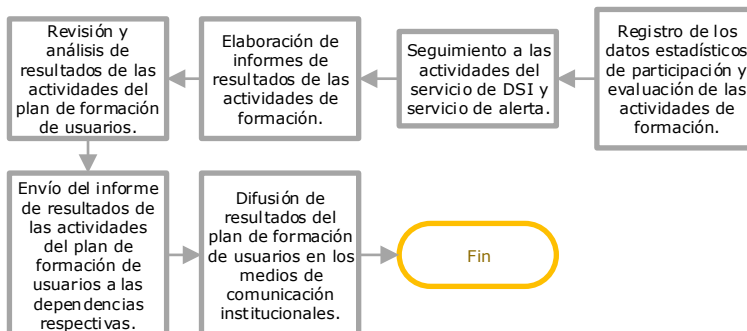 Revisión y
análisis de
resultados de las
actividades del
plan de formación
de usuarios.
Elaboración de
informes de
resultados de las
actividades de
formación.
Seguimiento a las
actividades del
servicio de DSI y
servicio de alerta.
Registro de los
datos estadísticos
de participación y
evaluación de las
actividades de
formación.
Envío del informe
de resultados de
las actividades
del plan de
formación de
usuarios a las
dependencias
respectivas.
Difusión de
resultados del
plan de formación
de usuarios en los
medios de
comunicación
institucionales.
Fin